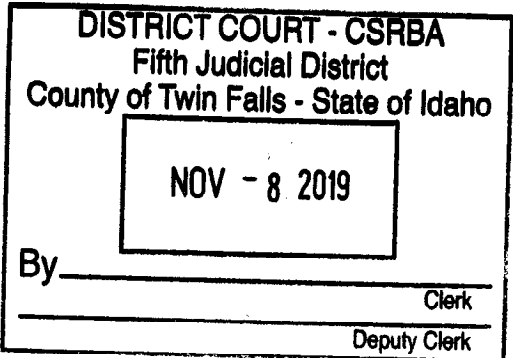 DISTRICT COURT - CSRBA
Fifth Judicial District
County of Twin Falls - State of Idaho
NOV - 8 2019
By
Clerk
Deputy Clerk